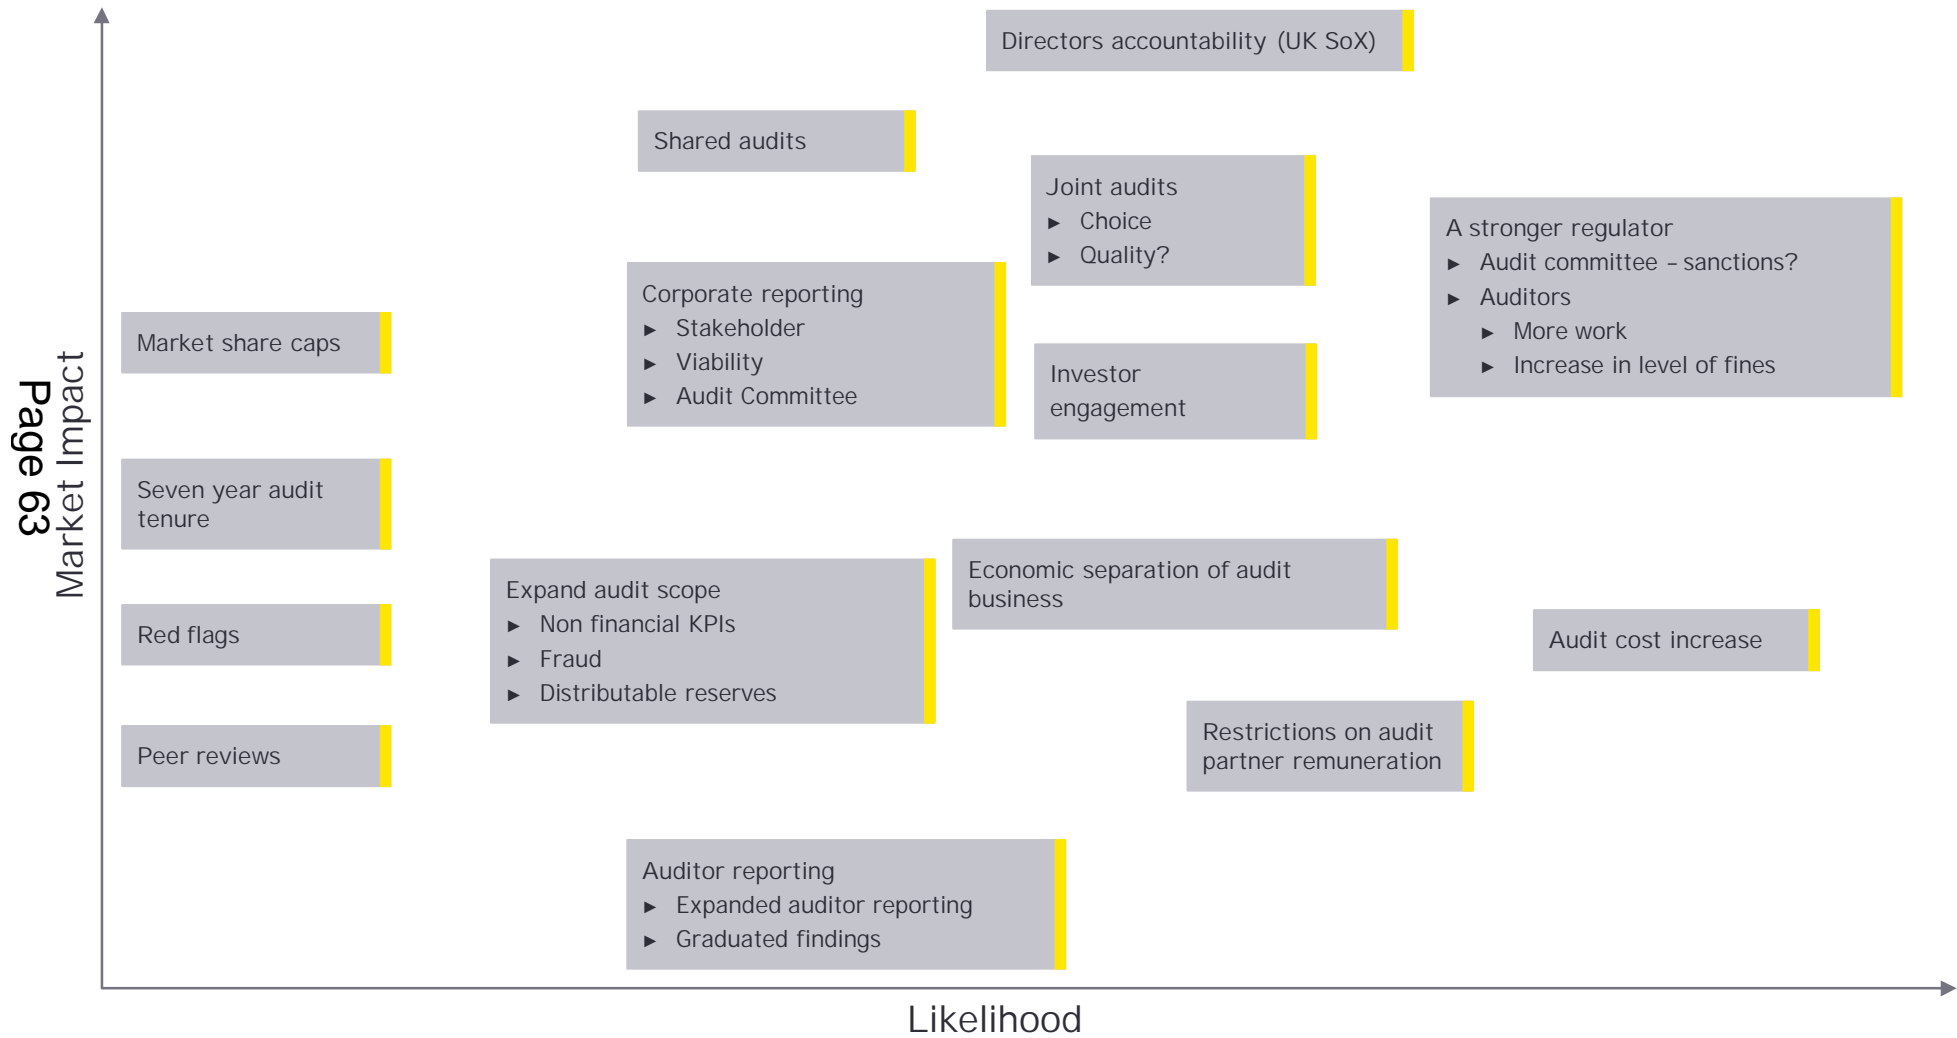 Directors accountability (UK SoX)
Shared audits
Joint audits
► Choice
► Quality?
A stronger regulator
► Audit committee – sanctions?
► Auditors
► More work
► Increase in level of fines
Corporate reporting
► Stakeholder
► Viability
► Audit Committee
Market share caps
Investor
engagement
Page 63
Market Impact
Seven year audit
tenure
Economic separation of audit
business
Expand audit scope
► Non financial KPIs
► Fraud
► Distributable reserves
Red flags
Audit cost increase
Restrictions on audit
partner remuneration
Peer reviews
Auditor reporting
► Expanded auditor reporting
► Graduated findings
Likelihood